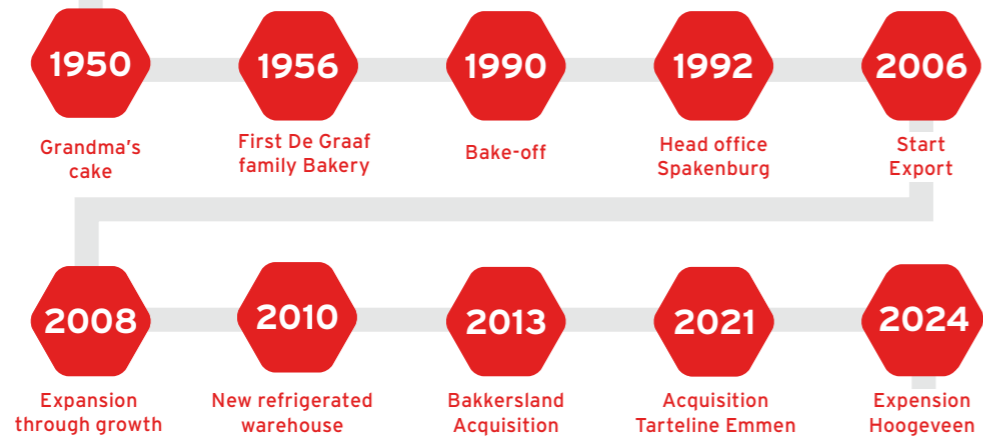 1950
Grandma's
cake
1956
First De Graaf
family Bakery
1990
Bake-off
1992
Head office
Spakenburg
2006
Start
Export
2008
Expansion
through growth
2010
New refrigerated
warehouse
2013
Bakkersland
Acquisition
2021
Acquisition
Tarteline Emmen
2024
Expension
Hoogeveen